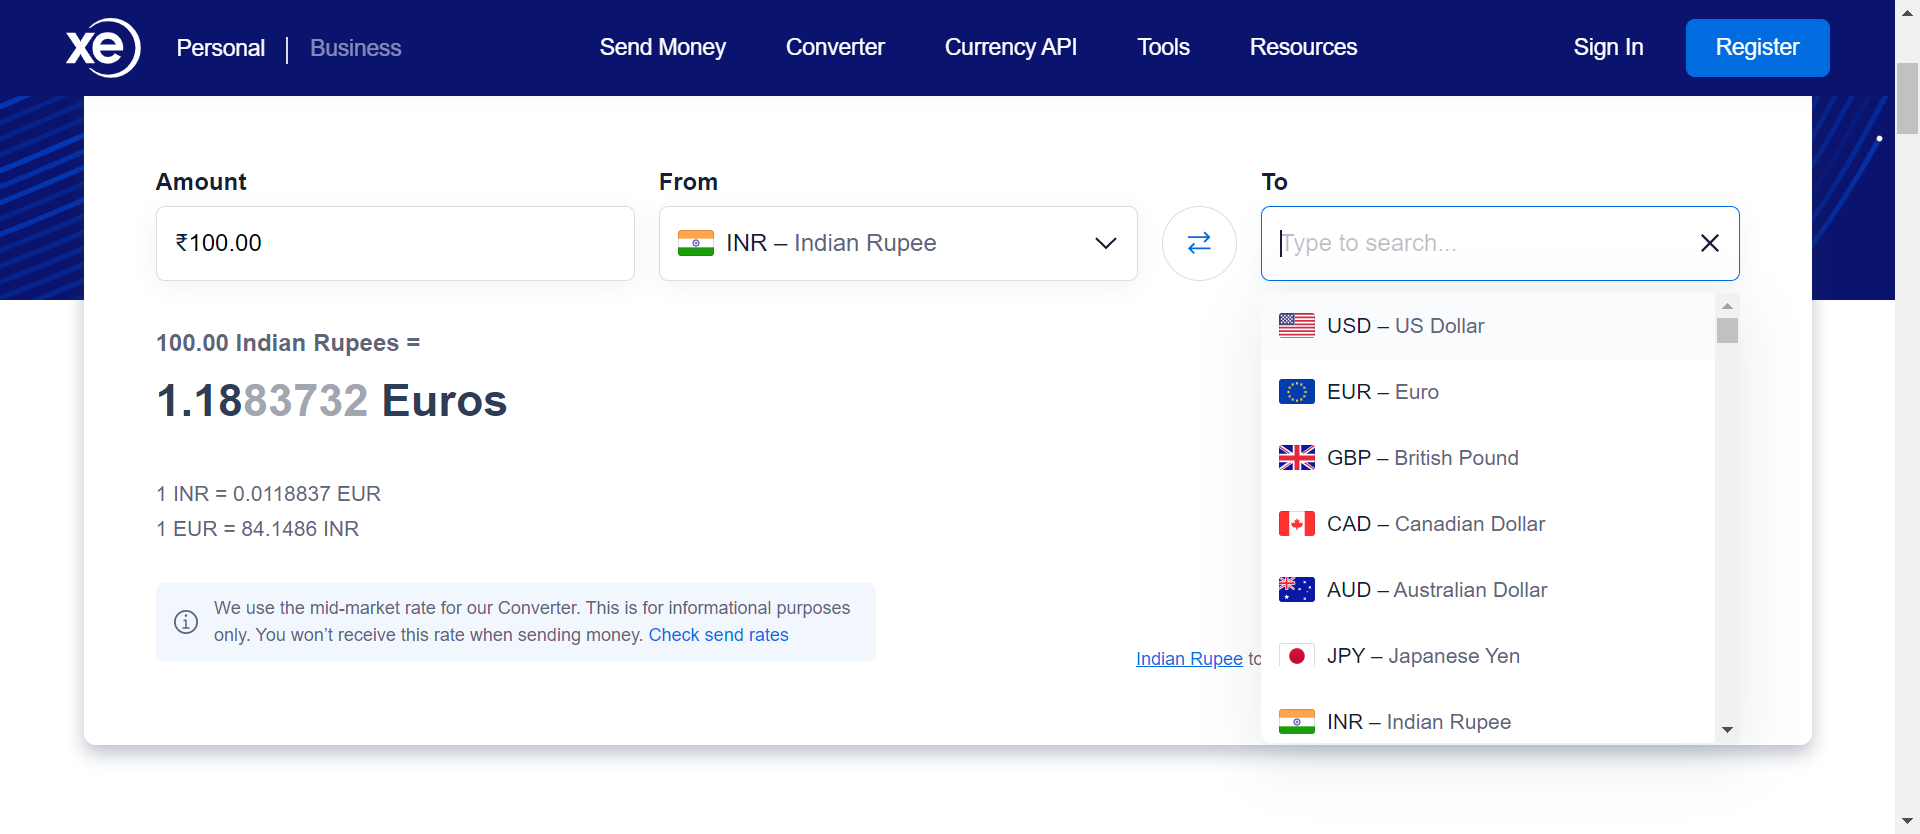 xe Personal | Business Send Money Converter Currency API Tools Resources Sign In Register
Amount From To
₹100.00 INR – Indian Rupee Type to search...
USD – US Dollar
100.00 Indian Rupees =
1.1883732 Euros
EUR – Euro
GBP – British Pound
1 INR = 0.0118837 EUR
1 EUR = 84.1486 INR
CAD – Canadian Dollar
AUD – Australian Dollar
We use the mid-market rate for our Converter. This is for informational purposes
only. You won’t receive this rate when sending money. Check send rates
Indian Rupee to
JPY – Japanese Yen
INR – Indian Rupee